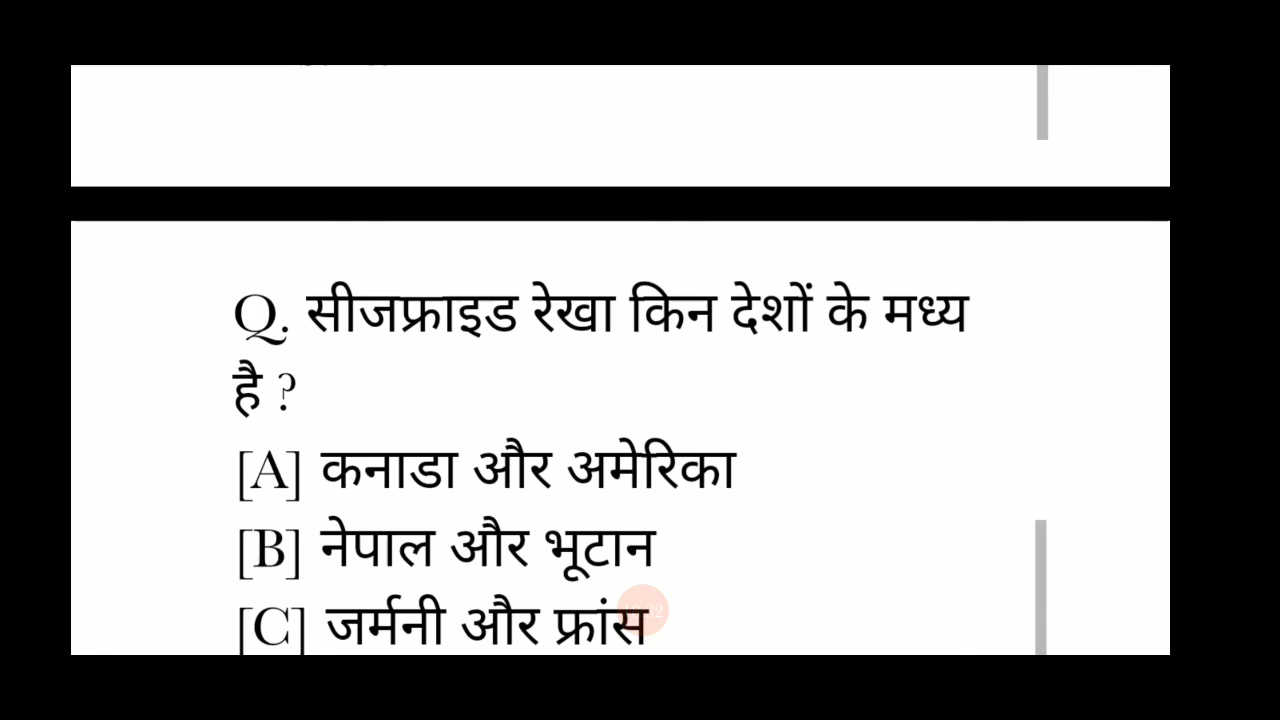 Q. सीजफ्राइड रेखा किन देशों के मध्य
है ?
[A] कनाडा और अमेरिका
[B] नेपाल और भूटान
[C] जर्मनी और फ्रांस